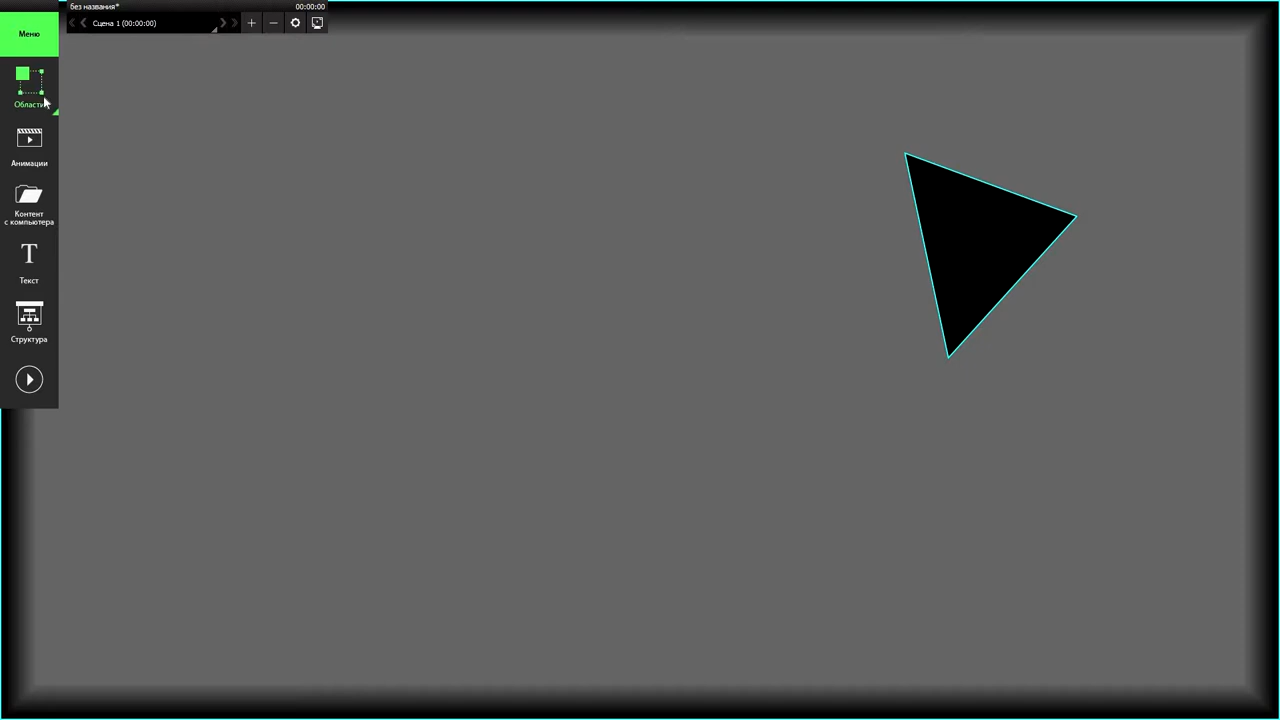 без названия* 00:00:00
Меню
Сцена 1 (00:00:00)
Области
Анимации
Контент
с компьютера
T
Текст
Структура